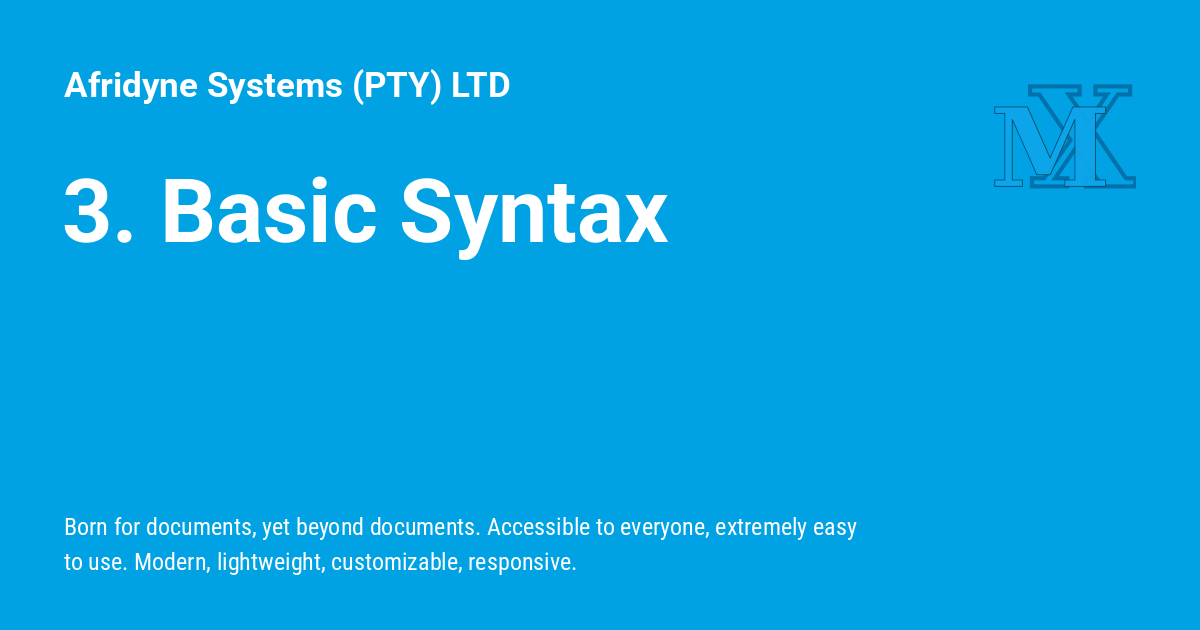 Afridyne Systems (PTY) LTD
MX
3. Basic Syntax
Born for documents, yet beyond documents. Accessible to everyone, extremely easy
to use. Modern, lightweight, customizable, responsive.